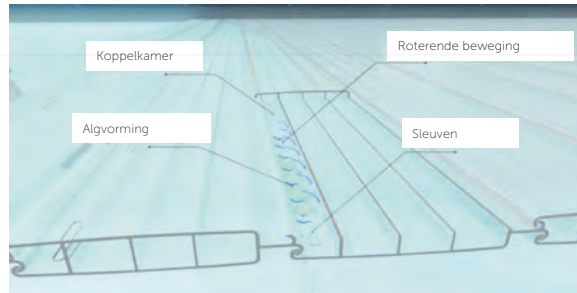 Koppelkamer
Roterende beweging
Algvorming
Sleuven